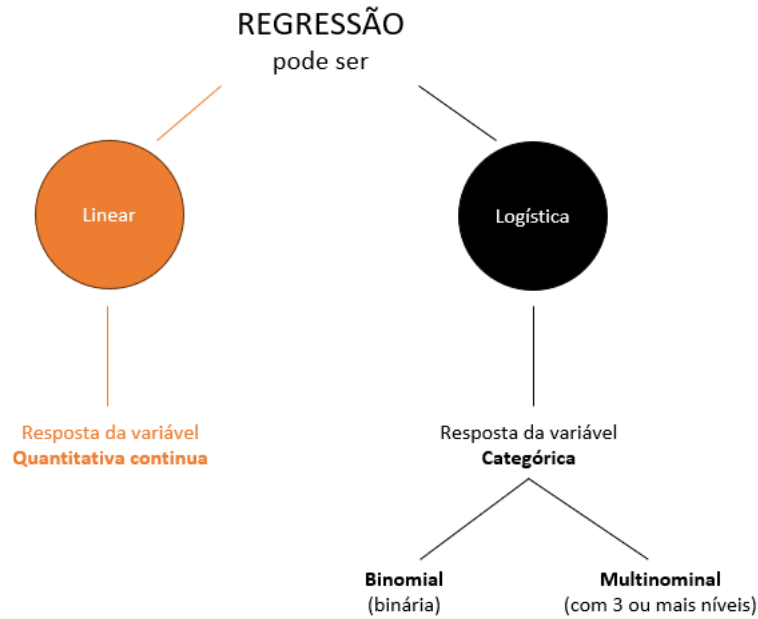 REGRESSÃO
pode ser
Linear
Logística
Resposta da variável
Quantitativa continua
Resposta da variável
Categórica
Binomial
(binária)
Multinominal
(com 3 ou mais níveis)